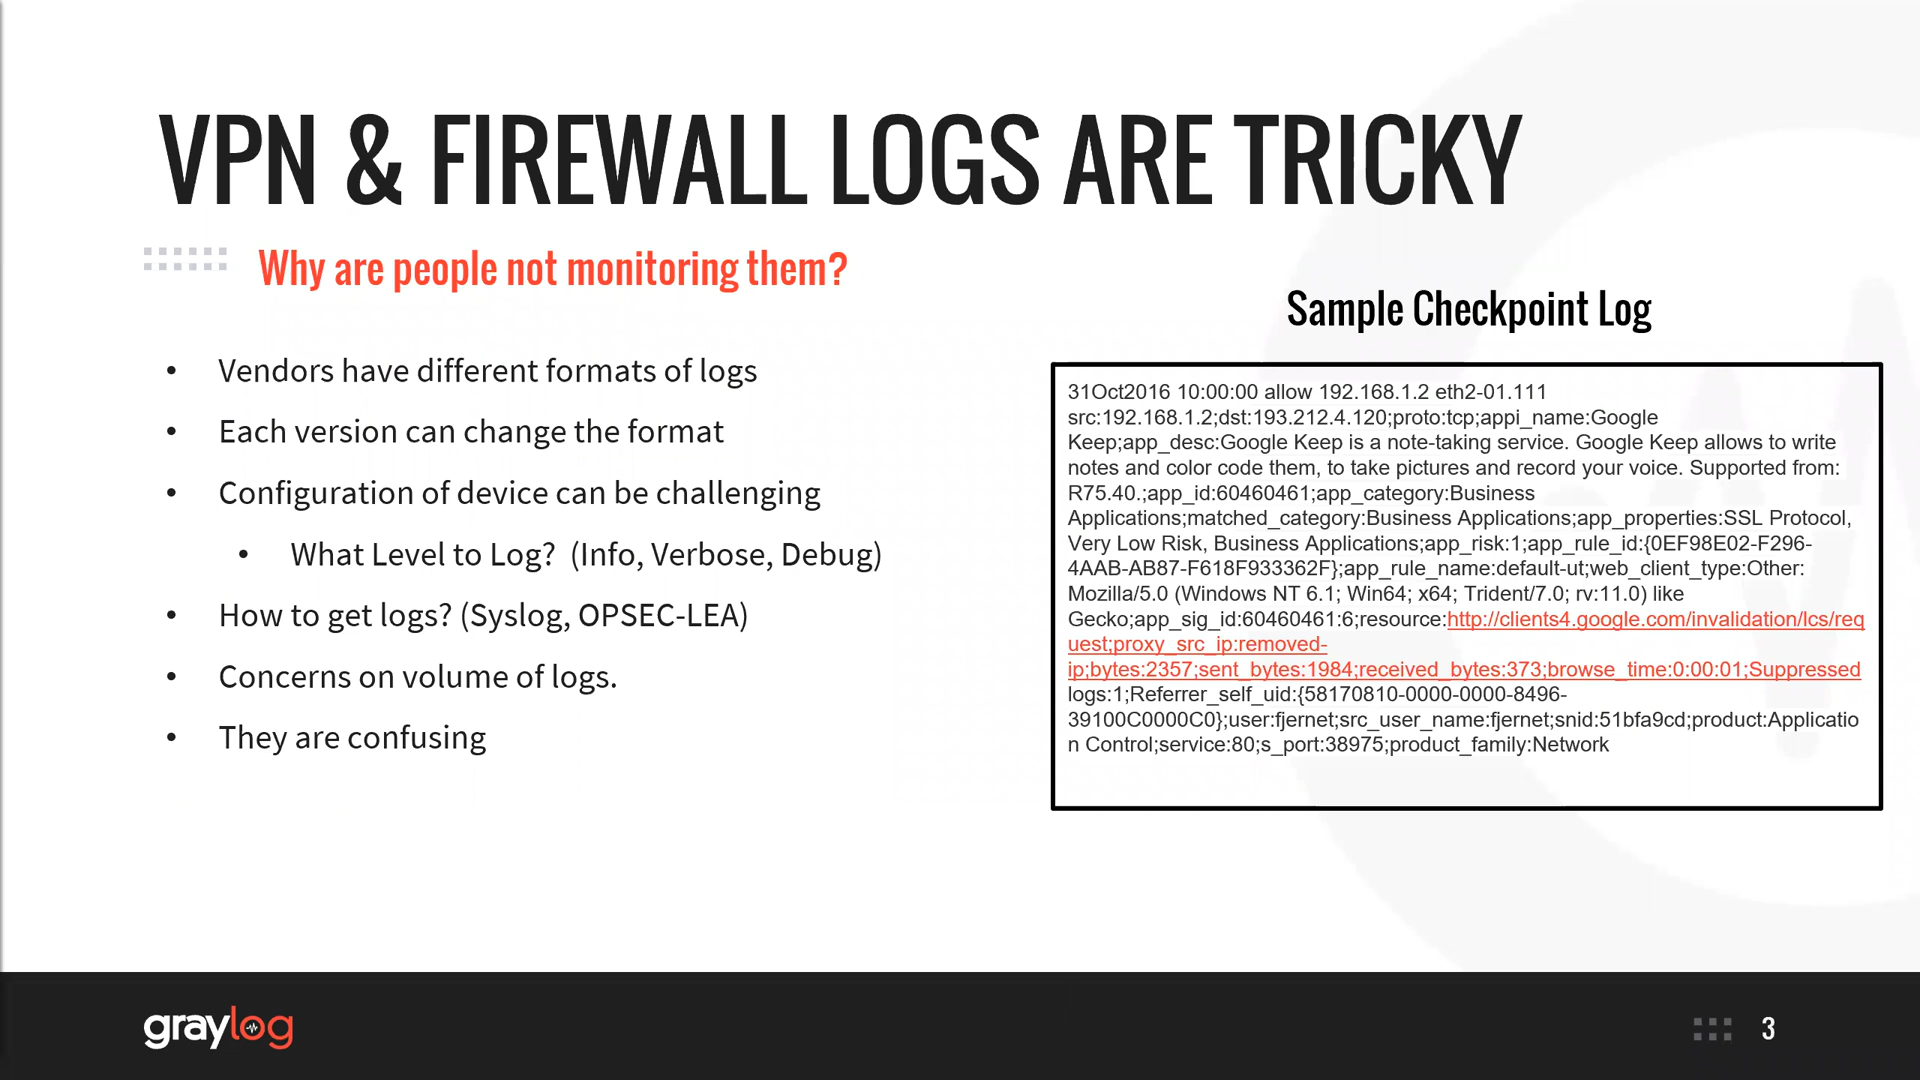 VPN & FIREWALL LOGS ARE TRICKY
Why are people not monitoring them?
• Vendors have different formats of logs
• Each version can change the format
• Configuration of device can be challenging
• What Level to Log?  (Info, Verbose, Debug)
• How to get logs? (Syslog, OPSEC-LEA)
• Concerns on volume of logs.
• They are confusing
Sample Checkpoint Log
31Oct2016 10:00:00 allow 192.168.1.2 eth2-01.111
src:192.168.1.2;dst:193.212.4.120;proto:tcp;appi_name:Google
Keep;app_desc:Google Keep is a note-taking service. Google Keep allows to write
notes and color code them, to take pictures and record your voice. Supported from:
R75.40.;app_id:60460461;app_category:Business
Applications;matched_category:Business Applications;app_properties:SSL Protocol,
Very Low Risk, Business Applications;app_risk:1;app_rule_id:{0EF98E02-F296-
4AAB-AB87-F618F933362F};app_rule_name:default-ut;web_client_type:Other:
Mozilla/5.0 (Windows NT 6.1; Win64; x64; Trident/7.0; rv:11.0) like
Gecko;app_sig_id:60460461:6;resource:http://clients4.google.com/invalidation/lcs/req
uest;proxy_src_ip:removed-
ip;bytes:2357;sent_bytes:1984;received_bytes:373;browse_time:0:00:01;Suppressed
logs:1;Referrer_self_uid:{58170810-0000-0000-8496-
39100C0000C0};user:fjernet;src_user_name:fjernet;snid:51bfa9cd;product:Applicatio
n Control;service:80;s_port:38975;product_family:Network
graylog
3